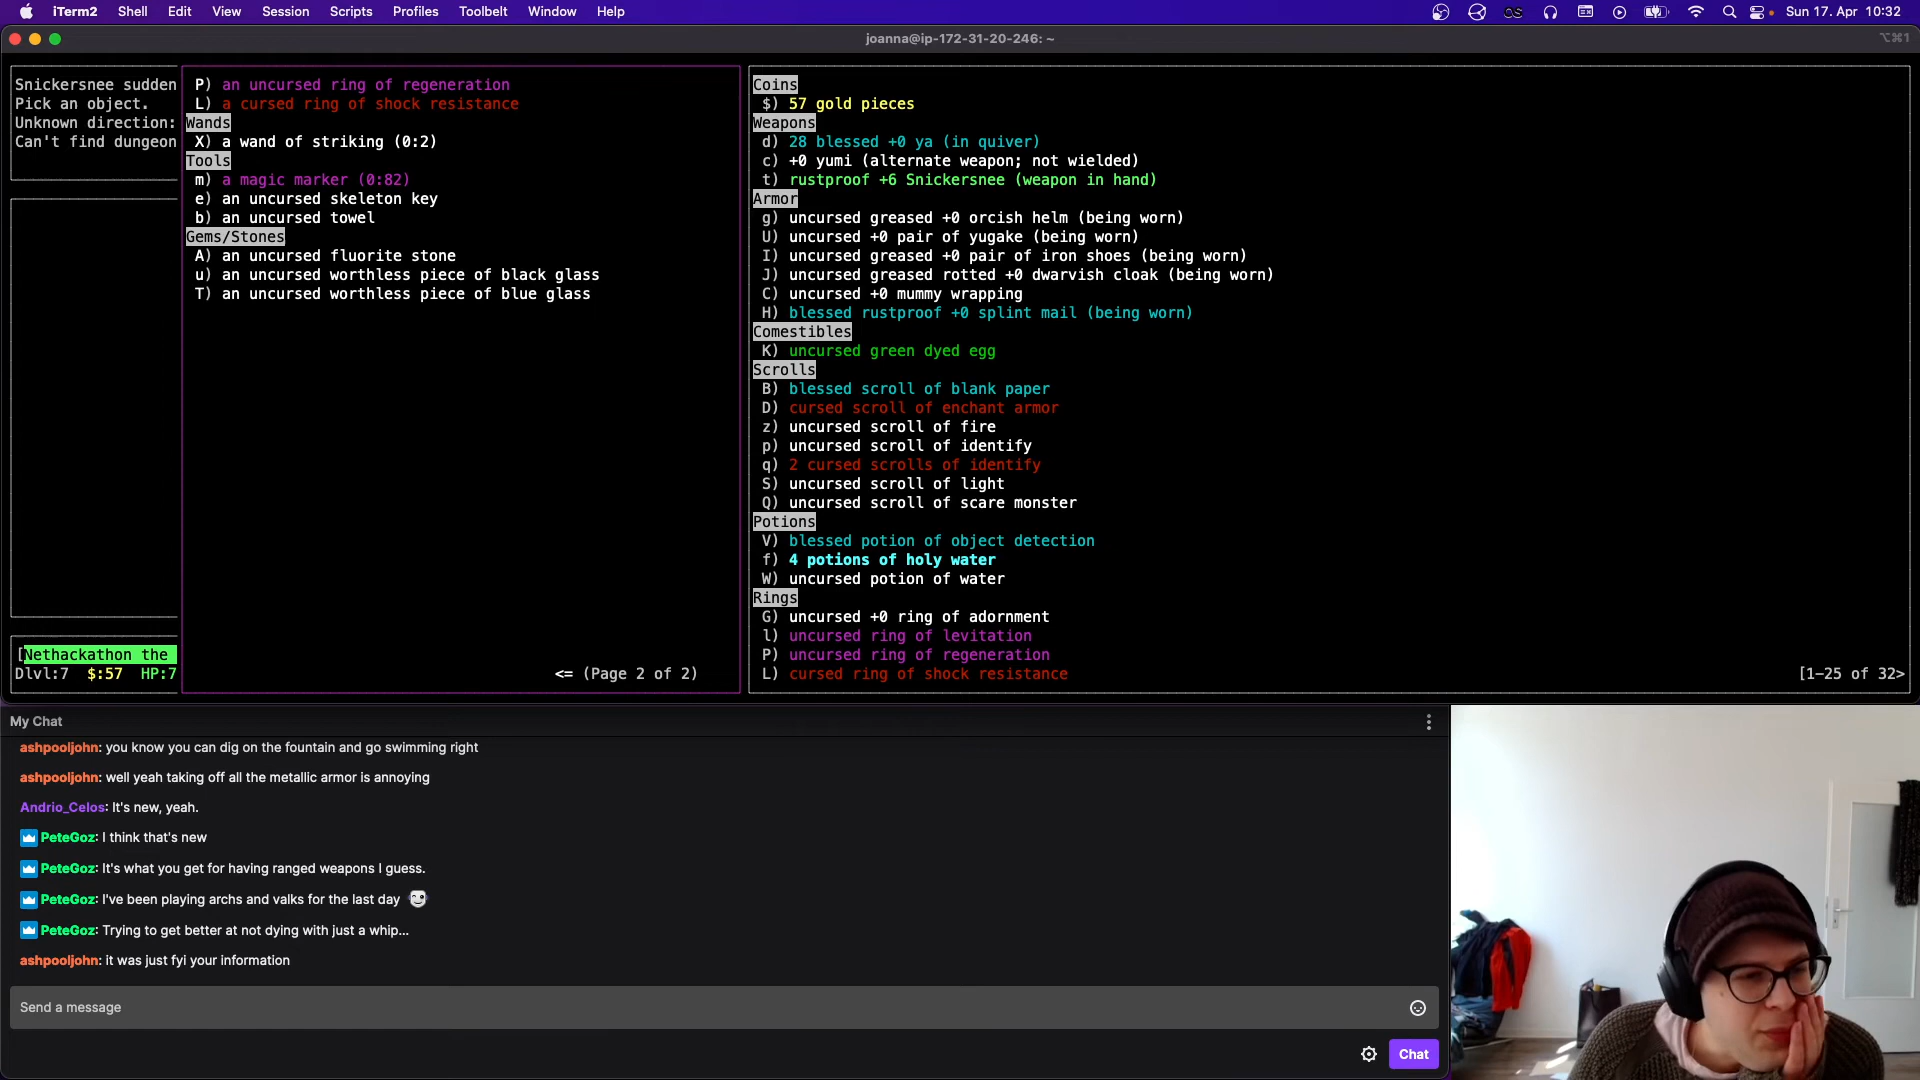 iTerm2 Shell Edit View Session Scripts Profiles Toolbelt Window Help
Sun 17. Apr 10:32
joanna@ip-172-31-20-246: ~
⌥⌘1
Snickersnee sudden
Pick an object.
Unknown direction:
Can't find dungeon
[Nethackathon the
Dlvl:7 $:57 HP:7
P) an uncursed ring of regeneration
L) a cursed ring of shock resistance
Wands
X) a wand of striking (0:2)
Tools
m) a magic marker (0:82)
e) an uncursed skeleton key
b) an uncursed towel
Gems/Stones
A) an uncursed fluorite stone
u) an uncursed worthless piece of black glass
T) an uncursed worthless piece of blue glass
<= (Page 2 of 2)
Coins
$) 57 gold pieces
Weapons
d) 28 blessed +0 ya (in quiver)
c) +0 yumi (alternate weapon; not wielded)
t) rustproof +6 Snickersnee (weapon in hand)
Armor
g) uncursed greased +0 orcish helm (being worn)
U) uncursed +0 pair of yugake (being worn)
I) uncursed greased +0 pair of iron shoes (being worn)
J) uncursed greased rotted +0 dwarvish cloak (being worn)
C) uncursed +0 mummy wrapping
H) blessed rustproof +0 splint mail (being worn)
Comestibles
K) uncursed green dyed egg
Scrolls
B) blessed scroll of blank paper
D) cursed scroll of enchant armor
z) uncursed scroll of fire
p) uncursed scroll of identify
q) 2 cursed scrolls of identify
S) uncursed scroll of light
Q) uncursed scroll of scare monster
Potions
V) blessed potion of object detection
f) 4 potions of holy water
W) uncursed potion of water
Rings
G) uncursed +0 ring of adornment
l) uncursed ring of levitation
P) uncursed ring of regeneration
L) cursed ring of shock resistance
[1-25 of 32>
My Chat
ashpooljohn: you know you can dig on the fountain and go swimming right
ashpooljohn: well yeah taking off all the metallic armor is annoying
Andrio_Celos: It's new, yeah.
PeteGoz: I think that's new
PeteGoz: It's what you get for having ranged weapons I guess.
PeteGoz: I've been playing archs and valks for the last day
PeteGoz: Trying to get better at not dying with just a whip...
ashpooljohn: it was just fyi your information
Send a message
Chat